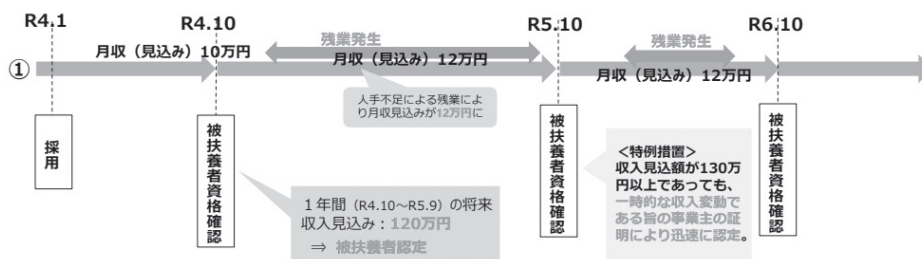 R4.1
R4.10
R5.10
R6.10
残業発生
残業発生
月収（見込み）10万円
月収（見込み）12万円
月収（見込み）12万円
①
人手不足による残業によ
り月収見込みが12万円に
採用
被扶養者資格確認
被扶養者資格確認
被扶養者資格確認
１年間（R4.10～R5.9）の将来
収入見込み：120万円
⇒ 被扶養者認定
＜特例措置＞
収入見込額が130万
円以上であっても、
一時的な収入変動で
ある旨の事業主の証
明により迅速に認定。